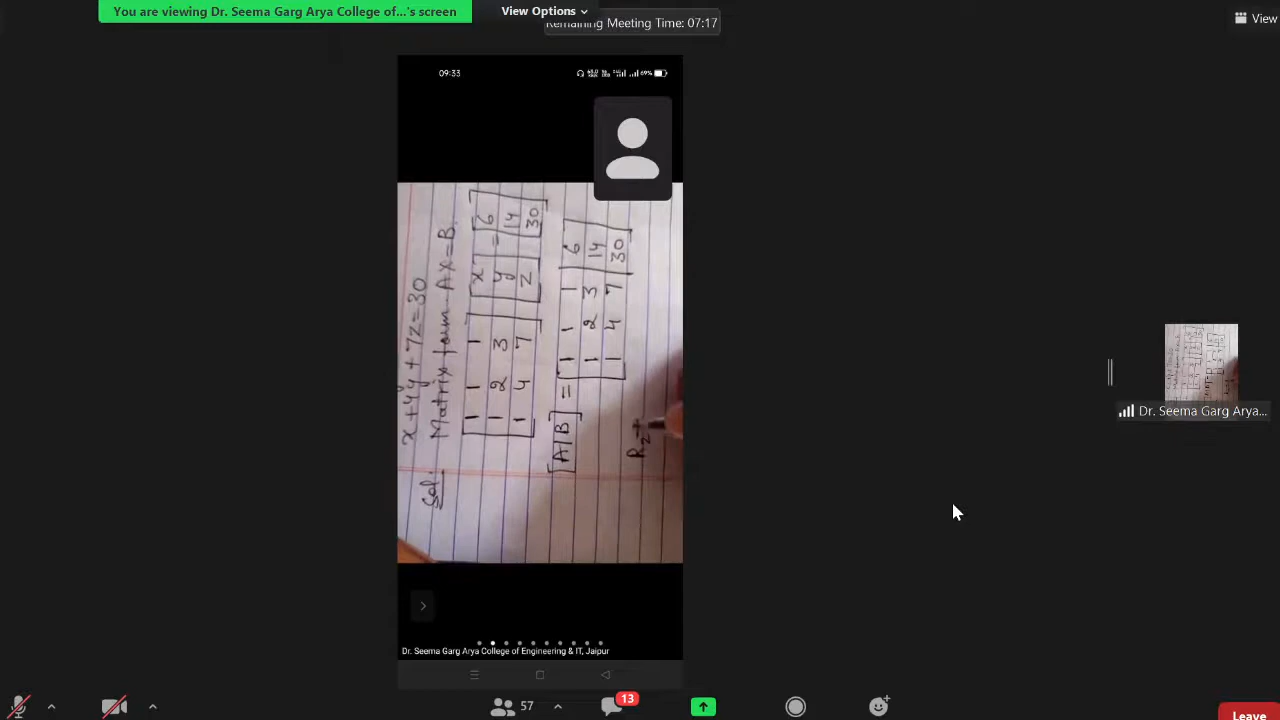 You are viewing Dr. Seema Garg Arya College of...'s screen
View Options
Remaining Meeting Time: 07:17
View
09:33
69%
x+4y+7z=30
Sol: Matrix form AX=B.
[1 1 1] [x] = [6]
[1 2 3] [y] [14]
[1 4 7] [z] [30]
[A|B] = [1 1 1 | 6]
[1 2 3 | 14]
[1 4 7 | 30]
R₂→
Dr. Seema Garg Arya College of Engineering & IT, Jaipur
Dr. Seema Garg Arya...
57
13
Leave